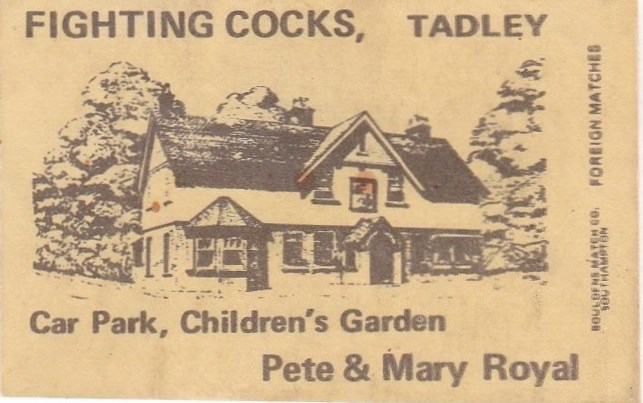 FIGHTING COCKS, TADLEY
Car Park, Children's Garden
Pete & Mary Royal
FOREIGN MATCHES
BOULDENS MATCH CO.
SOUTHAMPTON